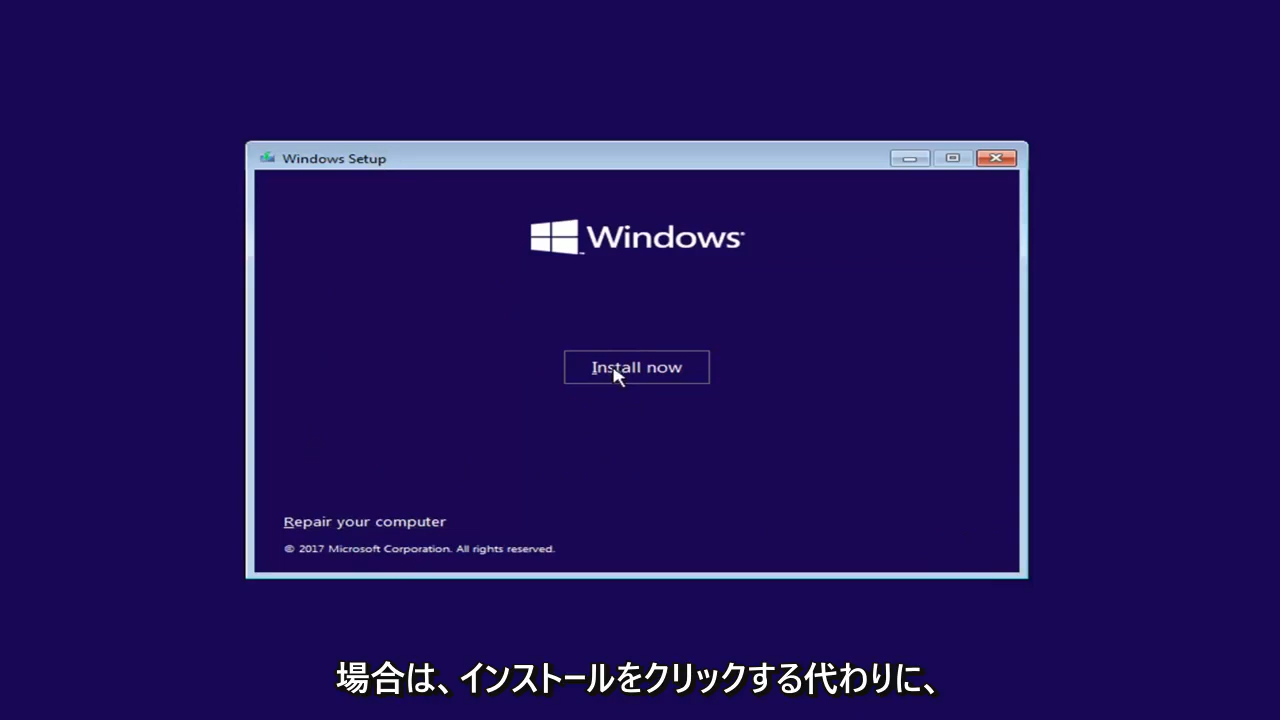 Windows Setup
Windows
Install now
Repair your computer
© 2017 Microsoft Corporation. All rights reserved.
場合は、インストールをクリックする代わりに、